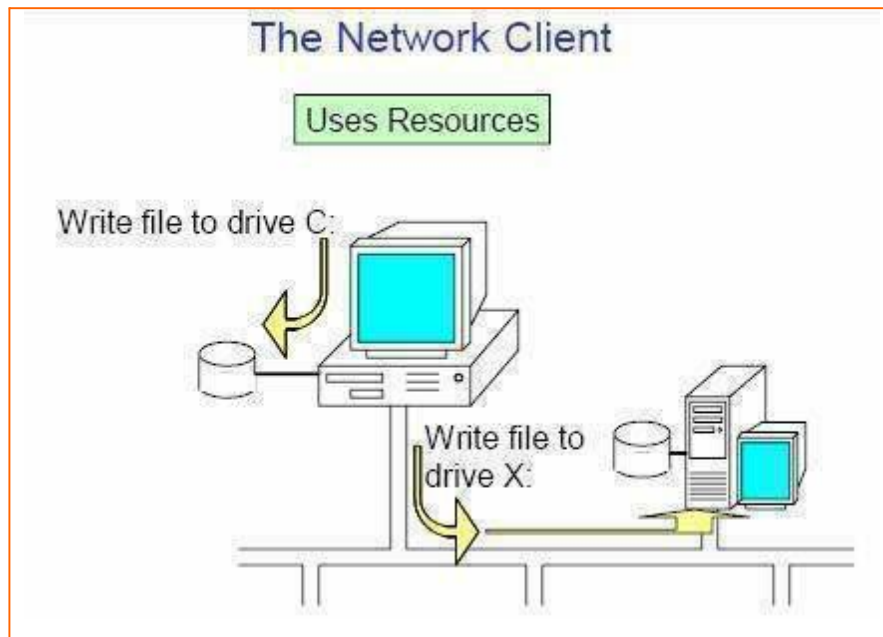 The Network Client
Uses Resources
Write file to drive C:
Write file to
drive X: